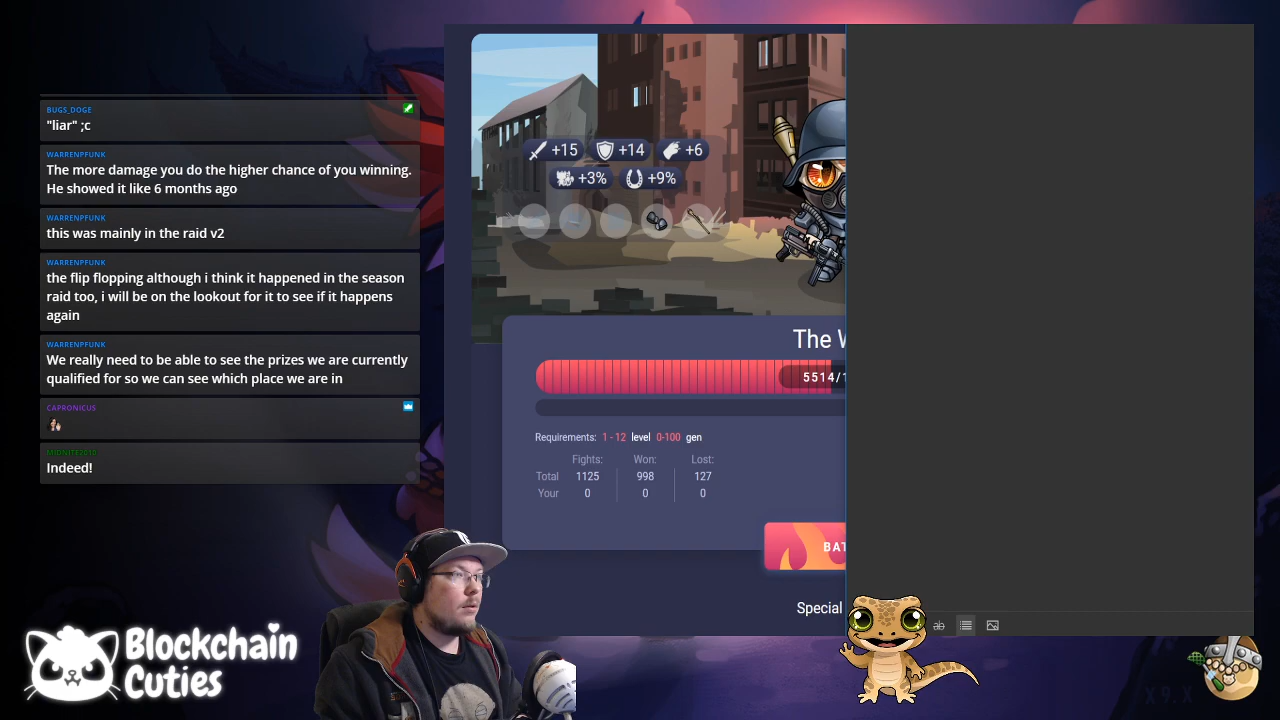 BUGS_DOGE
"liar" ;c
WARRENPFUNK
The more damage you do the higher chance of you winning.
He showed it like 6 months ago
WARRENPFUNK
this was mainly in the raid v2
WARRENPFUNK
the flip flopping although i think it happened in the season
raid too, i will be on the lookout for it to see if it happens
again
WARRENPFUNK
We really need to be able to see the prizes we are currently
qualified for so we can see which place we are in
CAPRONICUS
MIDNITE2010
Indeed!
+15 +14 +6
+3% +9%
The W
5514/1
Requirements: 1 - 12 level 0-100 gen
Fights: Won: Lost:
Total 1125 998 127
Your 0 0 0
BAT
Special
ab
Blockchain
Cuties
X 9. X